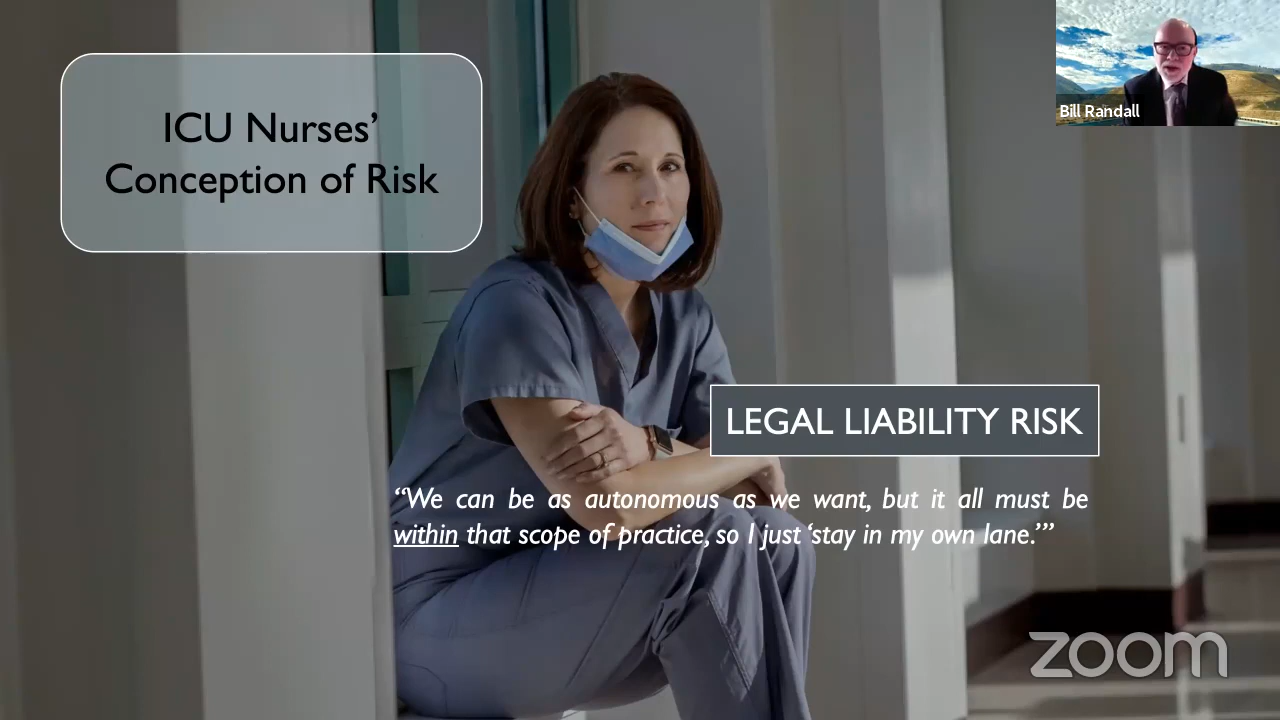 ICU Nurses’
Conception of Risk
Bill Randall
LEGAL LIABILITY RISK
“We can be as autonomous as we want, but it all must be
within that scope of practice, so I just ‘stay in my own lane.’”
zoom